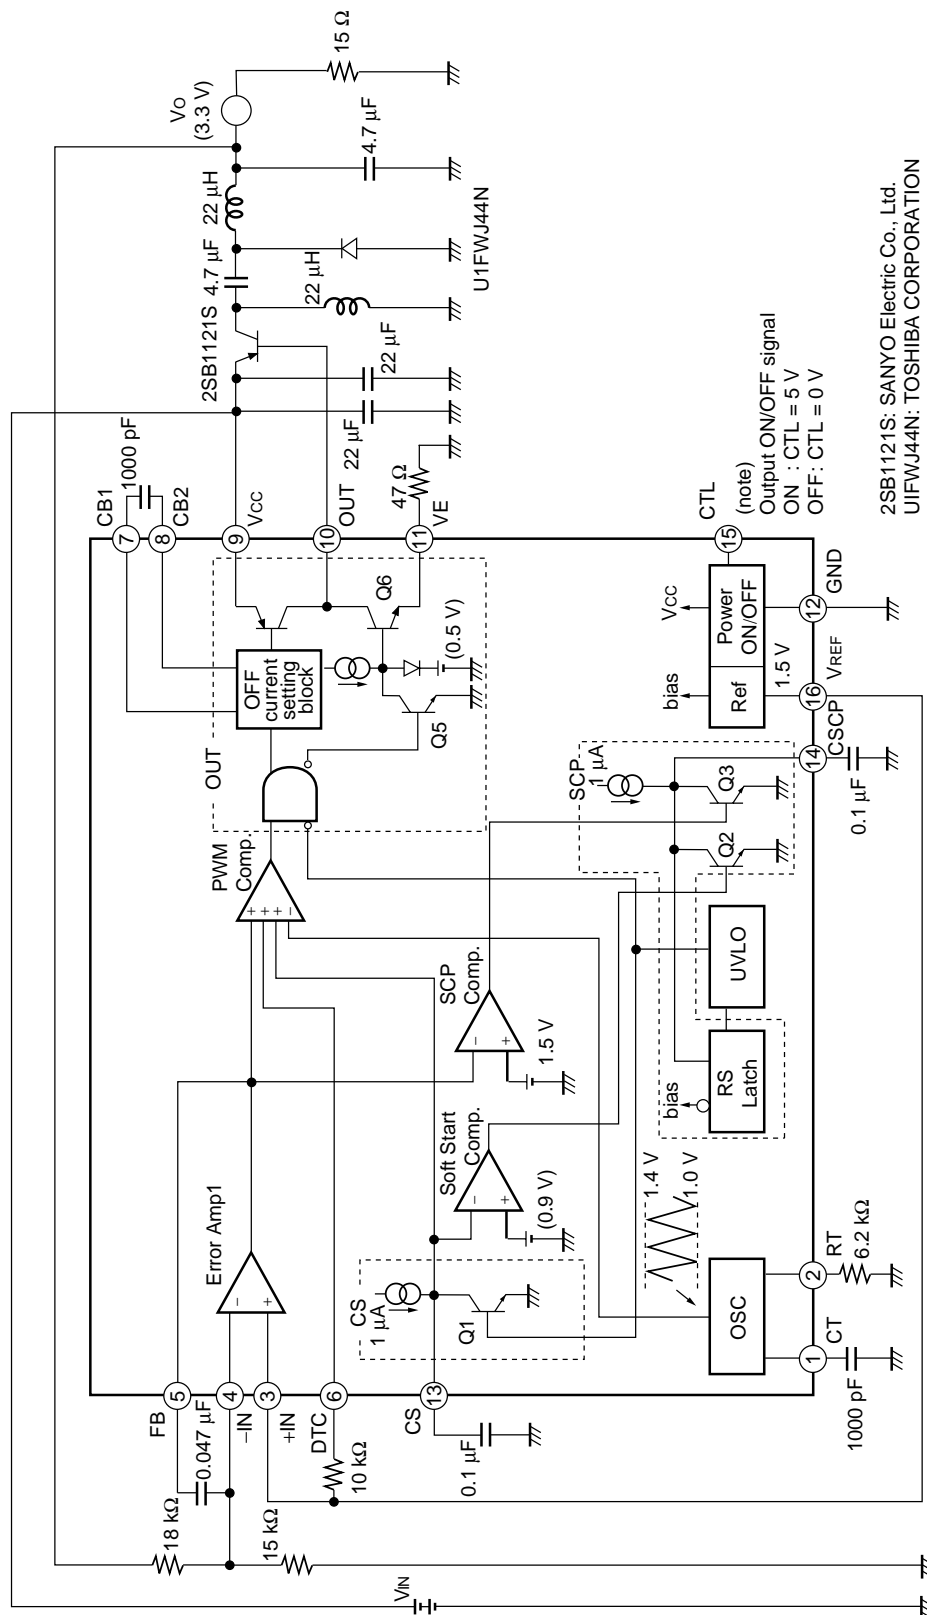 VIN
18 kΩ
15 kΩ
0.047 µF
FB
5
−IN
4
+IN
3
DTC
6
10 kΩ
CS
13
0.1 µF
Error Amp1
−
+
PWM
Comp.
+
+
+
−
CS
1 µA
Q1
Soft Start
Comp.
−
+
(0.9 V)
SCP
Comp.
−
+
1.5 V
OUT
OFF
current
setting
block
Q5
Q6
(0.5 V)
CB1
7
1000 pF
8
CB2
9
VCC
10
OUT
11
VE
47 Ω
22 µF
22 µF
2SB1121S
22 µH
4.7 µF
U1FWJ44N
22 µH
4.7 µF
VO
(3.3 V)
15 Ω
OSC
1.4 V
1.0 V
1
CT
1000 pF
2
RT
6.2 kΩ
bias
RS
Latch
UVLO
SCP
1 µA
Q2
Q3
14
CSCP
0.1 µF
bias
VCC
Ref
Power
ON/OFF
1.5 V
16
VREF
12
GND
15
CTL
(note)
Output ON/OFF signal
ON : CTL = 5 V
OFF : CTL = 0 V
2SB1121S: SANYO Electric Co., Ltd.
UIFWJ44N: TOSHIBA CORPORATION